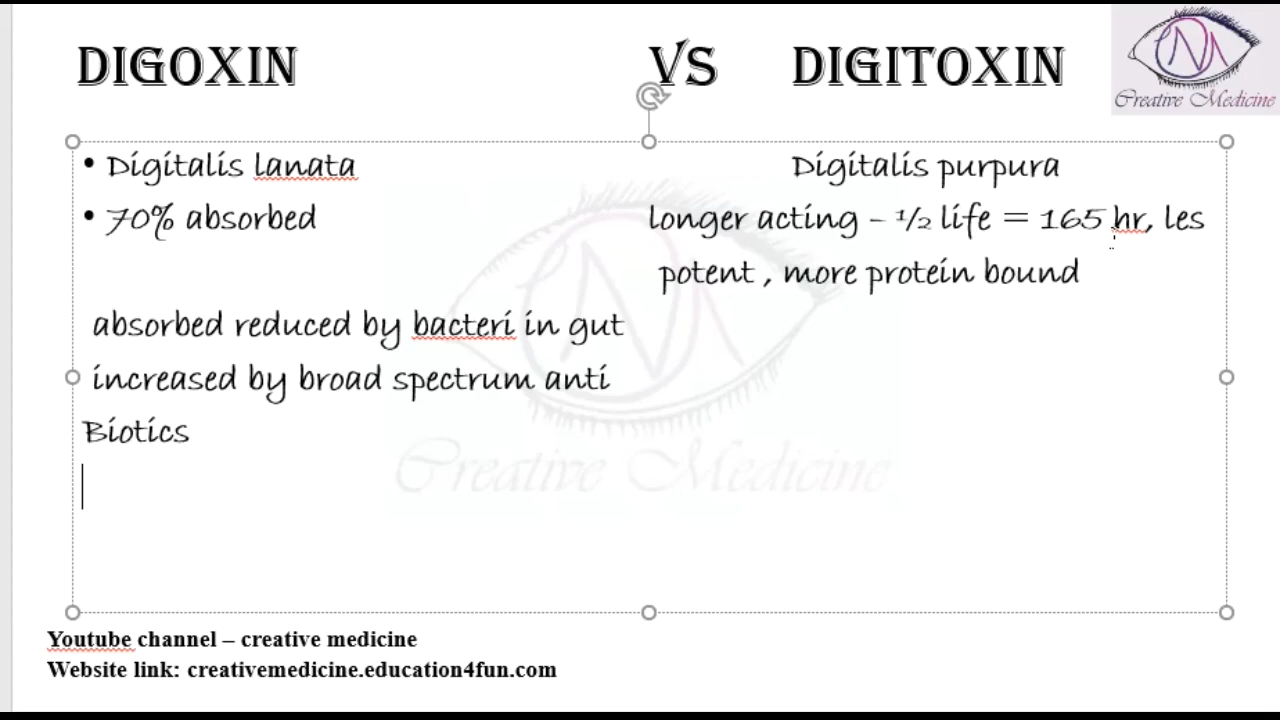 DIGOXIN VS DIGITOXIN
Creative Medicine
• Digitalis lanata Digitalis purpura
• 70% absorbed longer acting – ½ life = 165 hr, les
potent , more protein bound
absorbed reduced by bacteri in gut
increased by broad spectrum anti
Biotics
Creative Medicine
Youtube channel – creative medicine
Website link: creativemedicine.education4fun.com